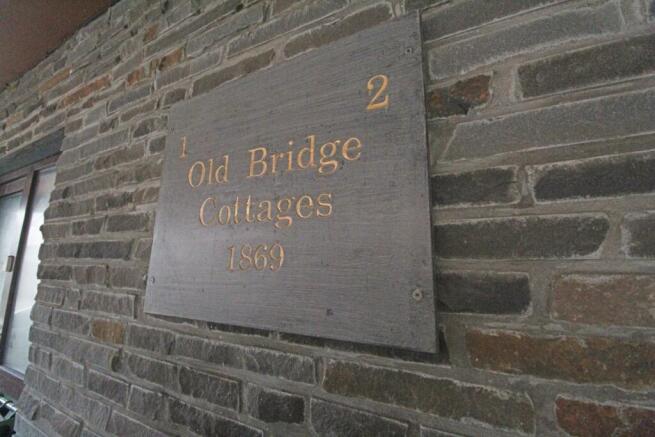 1 2
Old Bridge
Cottages
1869